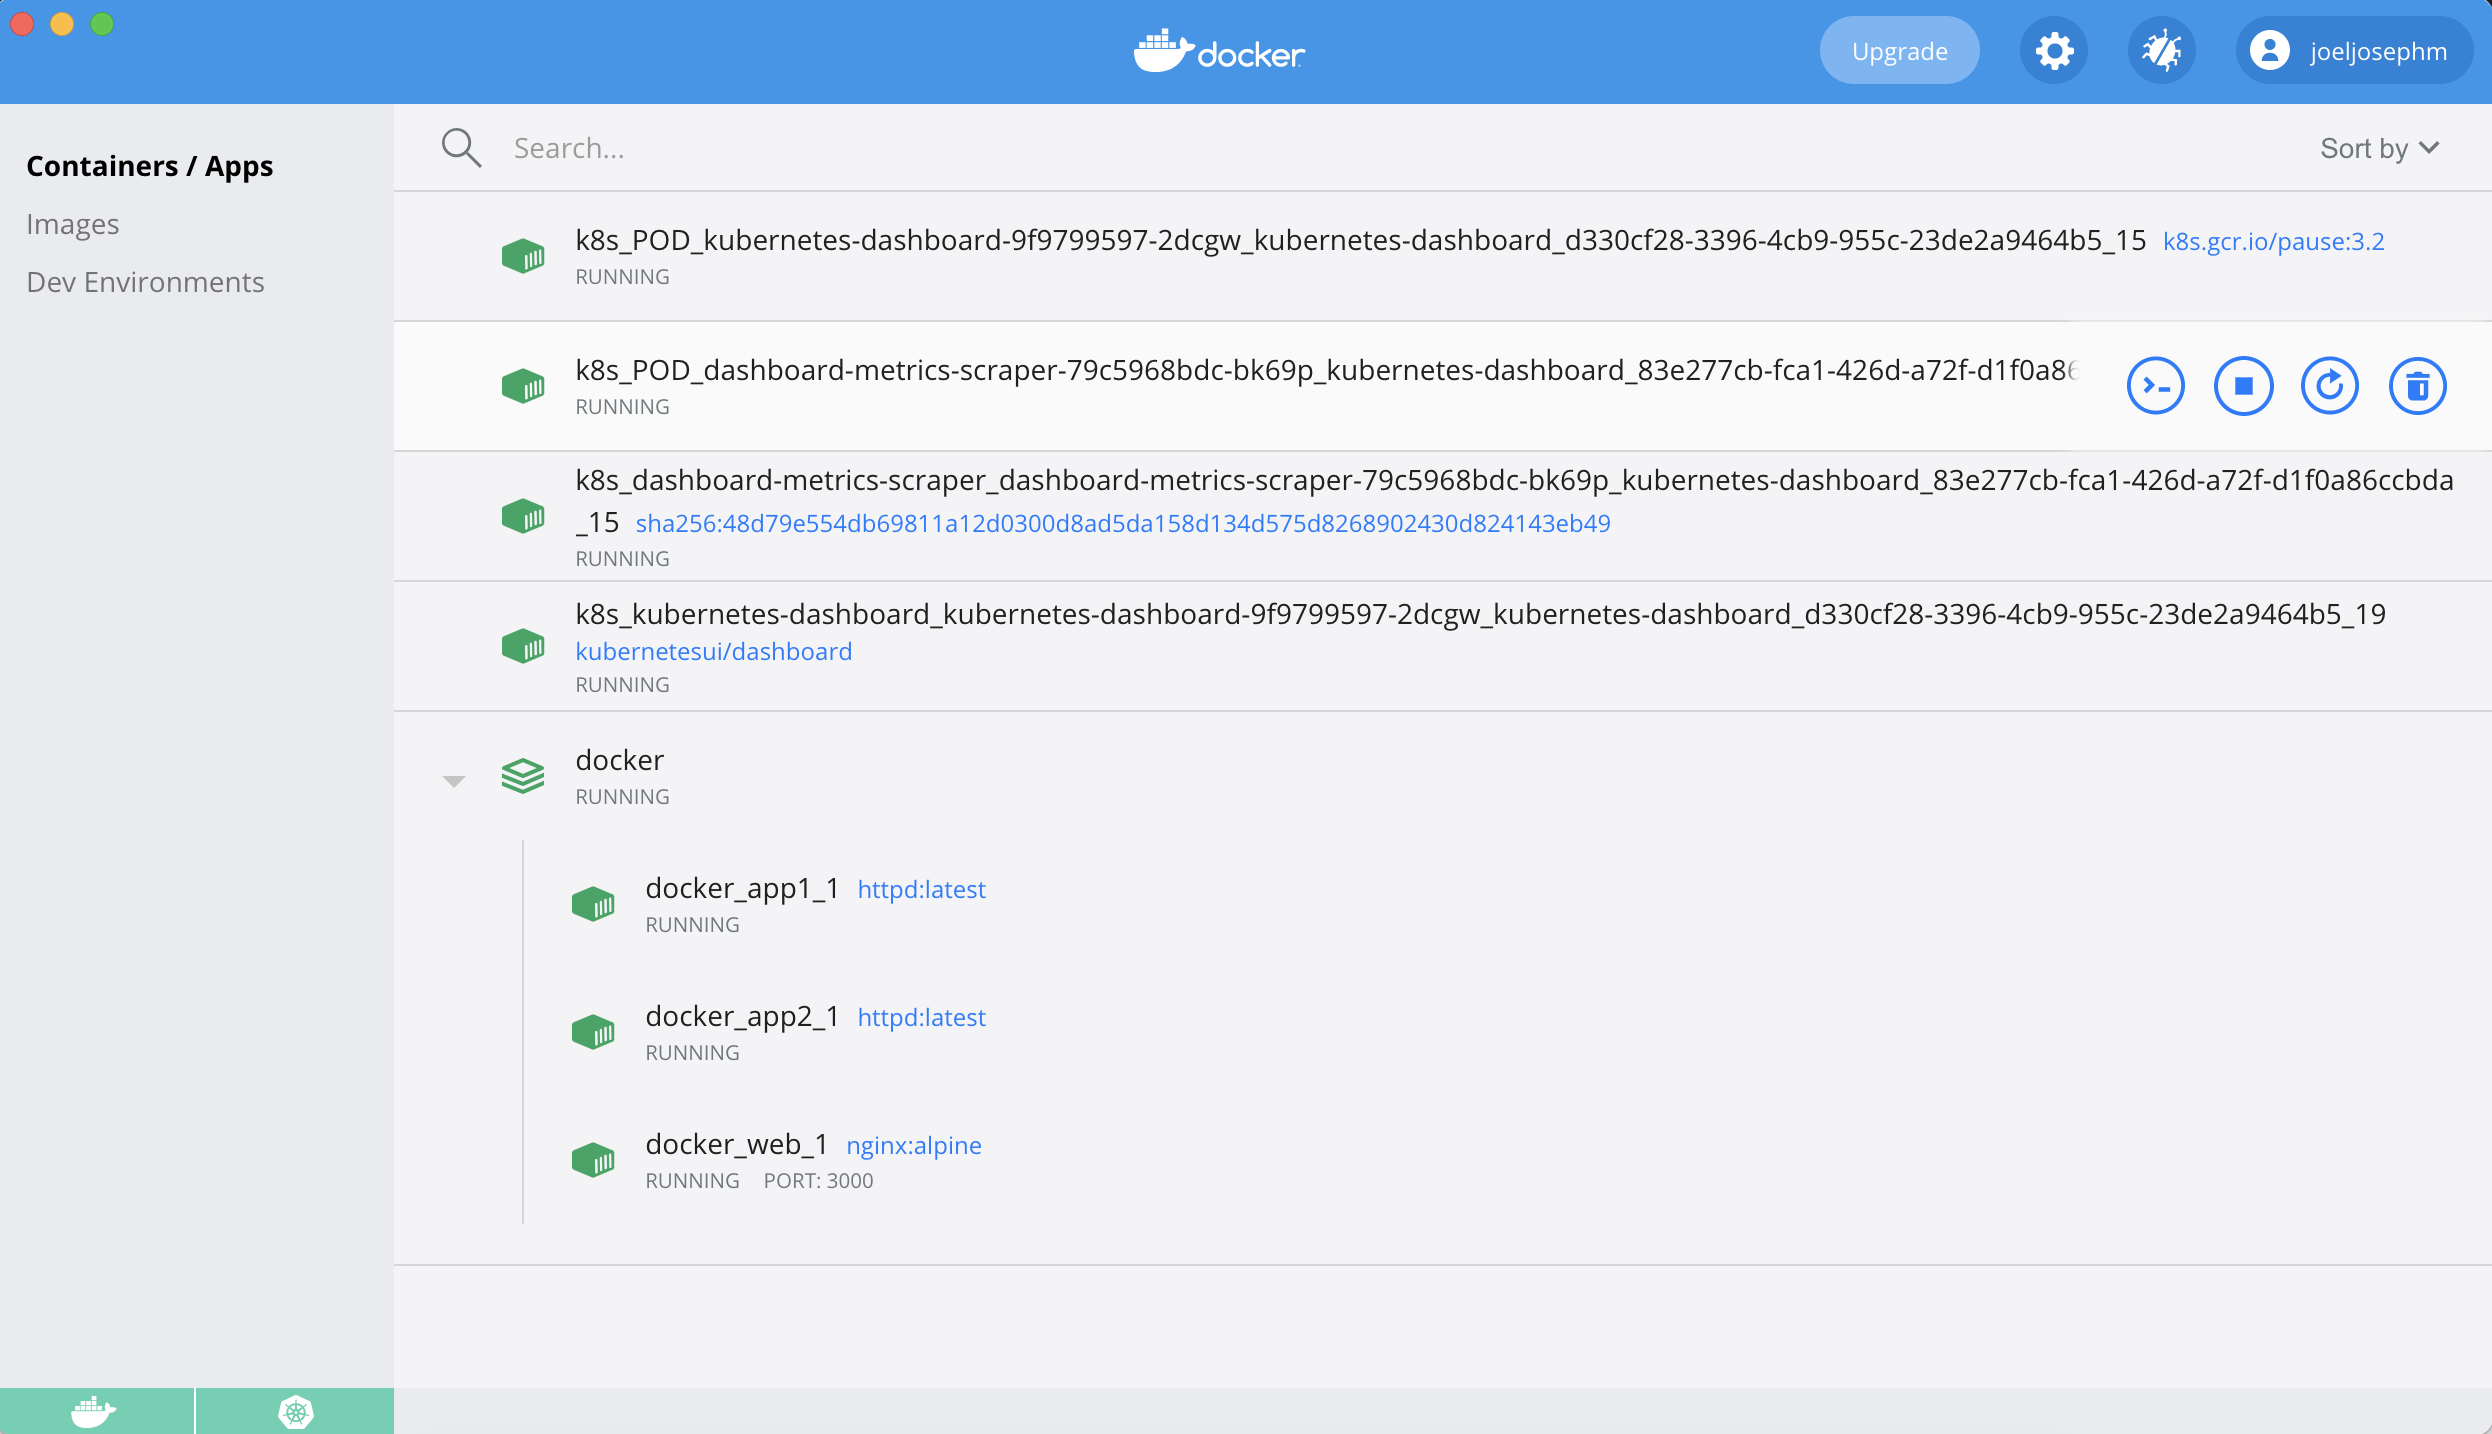 docker
Upgrade
joeljosephm
Containers / Apps
Images
Dev Environments
Search...
Sort by
k8s_POD_kubernetes-dashboard-9f9799597-2dcgw_kubernetes-dashboard_d330cf28-3396-4cb9-955c-23de2a9464b5_15 k8s.gcr.io/pause:3.2
RUNNING
k8s_POD_dashboard-metrics-scraper-79c5968bdc-bk69p_kubernetes-dashboard_83e277cb-fca1-426d-a72f-d1f0a86
RUNNING
k8s_dashboard-metrics-scraper_dashboard-metrics-scraper-79c5968bdc-bk69p_kubernetes-dashboard_83e277cb-fca1-426d-a72f-d1f0a86ccbda
_15 sha256:48d79e554db69811a12d0300d8ad5da158d134d575d8268902430d824143eb49
RUNNING
k8s_kubernetes-dashboard_kubernetes-dashboard-9f9799597-2dcgw_kubernetes-dashboard_d330cf28-3396-4cb9-955c-23de2a9464b5_19
kubernetesui/dashboard
RUNNING
docker
RUNNING
docker_app1_1 httpd:latest
RUNNING
docker_app2_1 httpd:latest
RUNNING
docker_web_1 nginx:alpine
RUNNING PORT: 3000